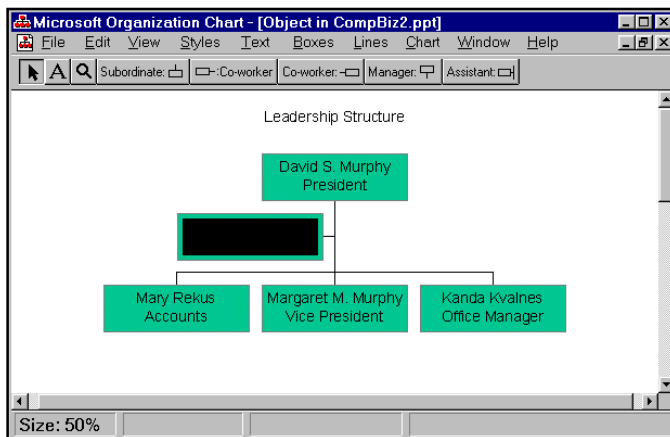 Microsoft Organization Chart - [Object in CompBiz2.ppt]
File Edit View Styles Text Boxes Lines Chart Window Help
A Subordinate: :Co-worker Co-worker: Manager: Assistant:
Leadership Structure
David S. Murphy
President
Mary Rekus
Accounts
Margaret M. Murphy
Vice President
Kanda Kvalnes
Office Manager
Size: 50%